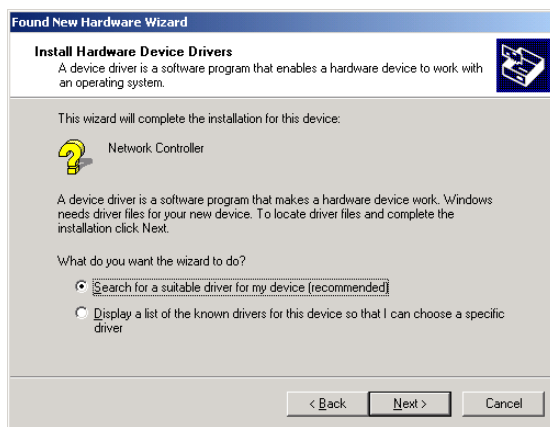 Found New Hardware Wizard
Install Hardware Device Drivers
A device driver is a software program that enables a hardware device to work with
an operating system.
This wizard will complete the installation for this device:
Network Controller
A device driver is a software program that makes a hardware device work. Windows
needs driver files for your new device. To locate driver files and complete the
installation click Next.
What do you want the wizard to do?
Search for a suitable driver for my device (recommended)
Display a list of the known drivers for this device so that I can choose a specific
driver
< Back
Next >
Cancel